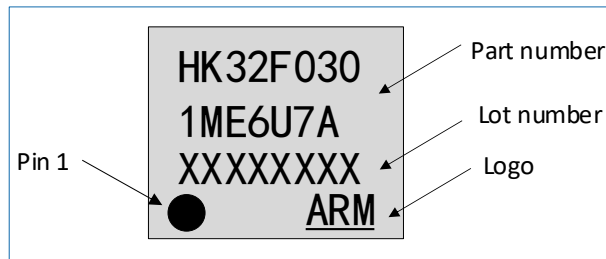 HK32F030
1ME6U7A
XXXXXXXX
ARM
Part number
Lot number
Logo
Pin 1